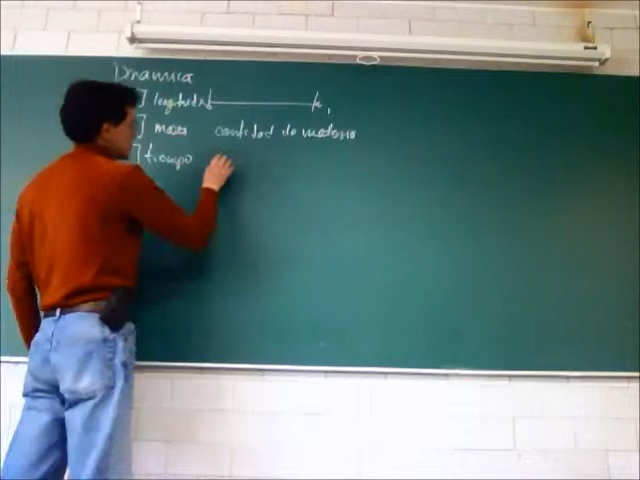 Dinamica
] longitud
] masa cantidad de materia
] tiempo